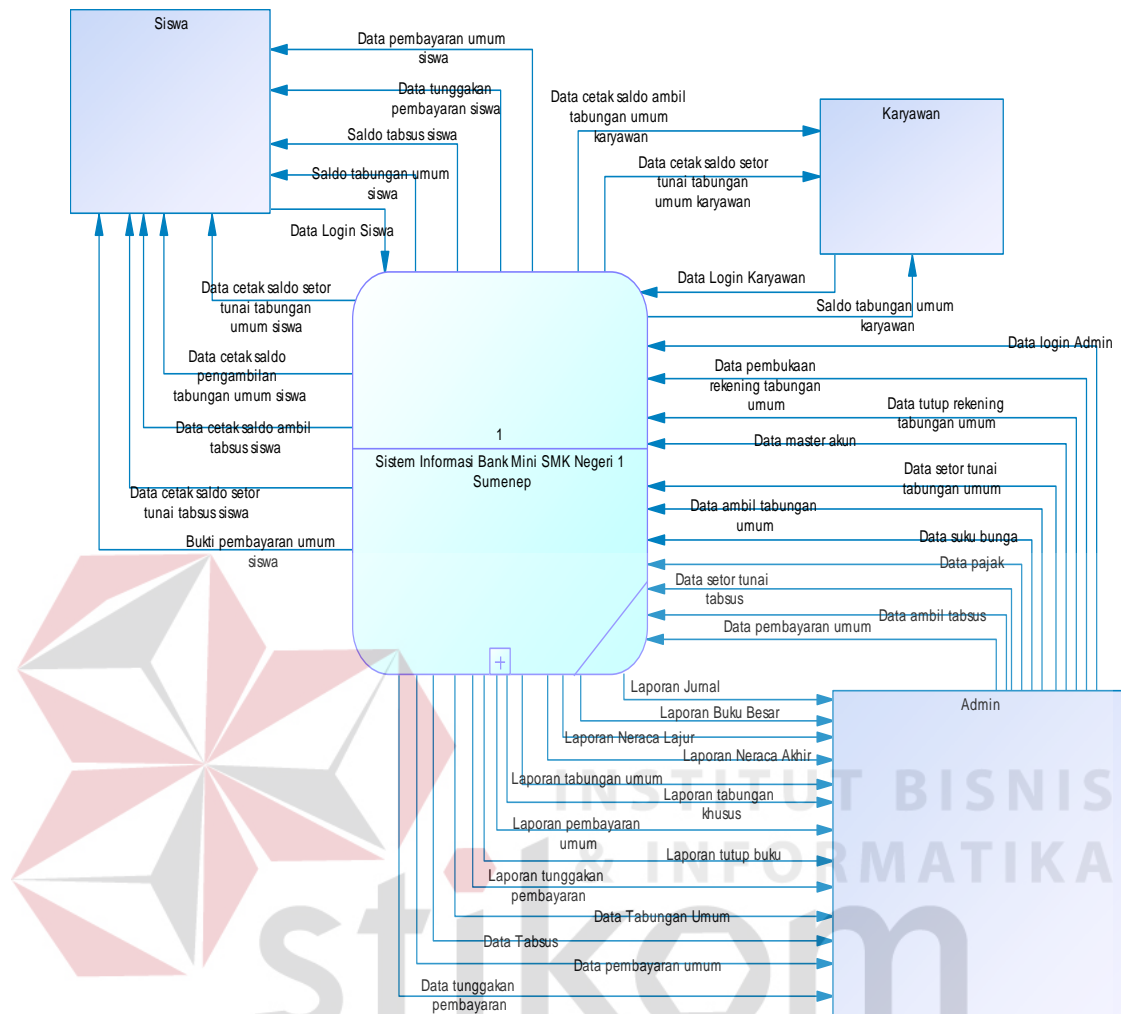 Siswa
Data pembayaran umum
siswa
Data tunggakan
pembayaran siswa
Saldo tabsus siswa
Saldo tabungan umum
siswa
Data Login Siswa
Data cetak saldo ambil
tabungan umum
karyawan
Data cetak saldo setor
tunai tabungan
umum karyawan
Karyawan
Data Login Karyawan
Saldo tabungan umum
karyawan
Data cetak saldo setor
tunai tabungan
umum siswa
Data cetak saldo
pengambilan
tabungan umum siswa
Data cetak saldo ambil
tabsus siswa
Data cetak saldo setor
tunai tabsus siswa
Bukti pembayaran umum
siswa
1
Sistem Informasi Bank Mini SMK Negeri 1
Sumenep
Data login Admin
Data pembukaan
rekening tabungan
umum
Data tutup rekening
tabungan umum
Data master akun
Data setor tunai
tabungan umum
Data ambil tabungan
umum
Data suku bunga
Data pajak
Data setor tunai
tabsus
Data ambil tabsus
Data pembayaran umum
Admin
Laporan Jurnal
Laporan Buku Besar
Laporan Neraca Lajur
Laporan Neraca Akhir
Laporan tabungan umum
Laporan tabungan
khusus
Laporan pembayaran
umum
Laporan tutup buku
Laporan tunggakan
pembayaran
Data Tabungan Umum
Data Tabsus
Data pembayaran umum
Data tunggakan
pembayaran
INSTITUT BISNIS
& INFORMATIKA
stikom